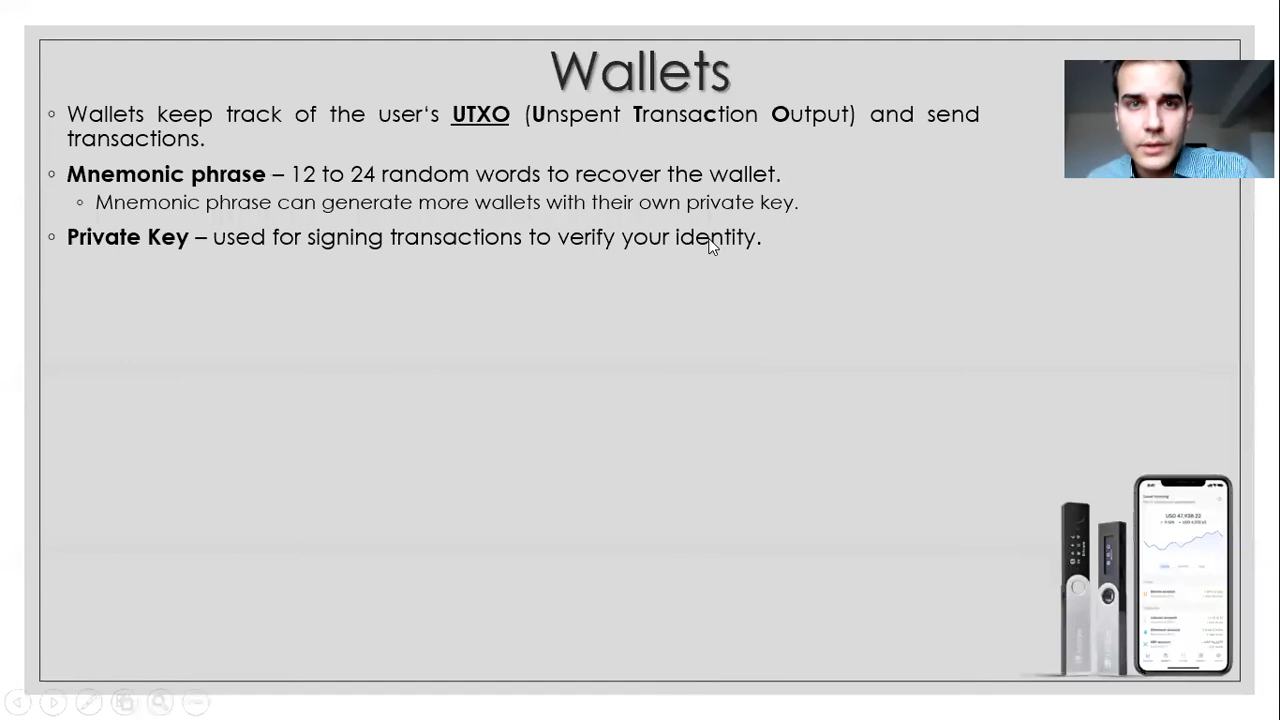 Wallets
◦ Wallets keep track of the user‘s UTXO (Unspent Transaction Output) and send
transactions.
◦ Mnemonic phrase – 12 to 24 random words to recover the wallet.
◦ Mnemonic phrase can generate more wallets with their own private key.
◦ Private Key – used for signing transactions to verify your identity.